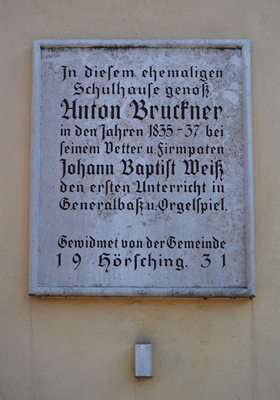 In diesem ehemaligen
Schulhause genoß
Anton Bruckner
in den Jahren 1835-37 bei
seinem Vetter u. Firmpaten
Johann Baptist Weiß
den ersten Unterricht in
Generalbaß u. Orgelspiel.
Gewidmet von der Gemeinde
19 Hörsching. 31